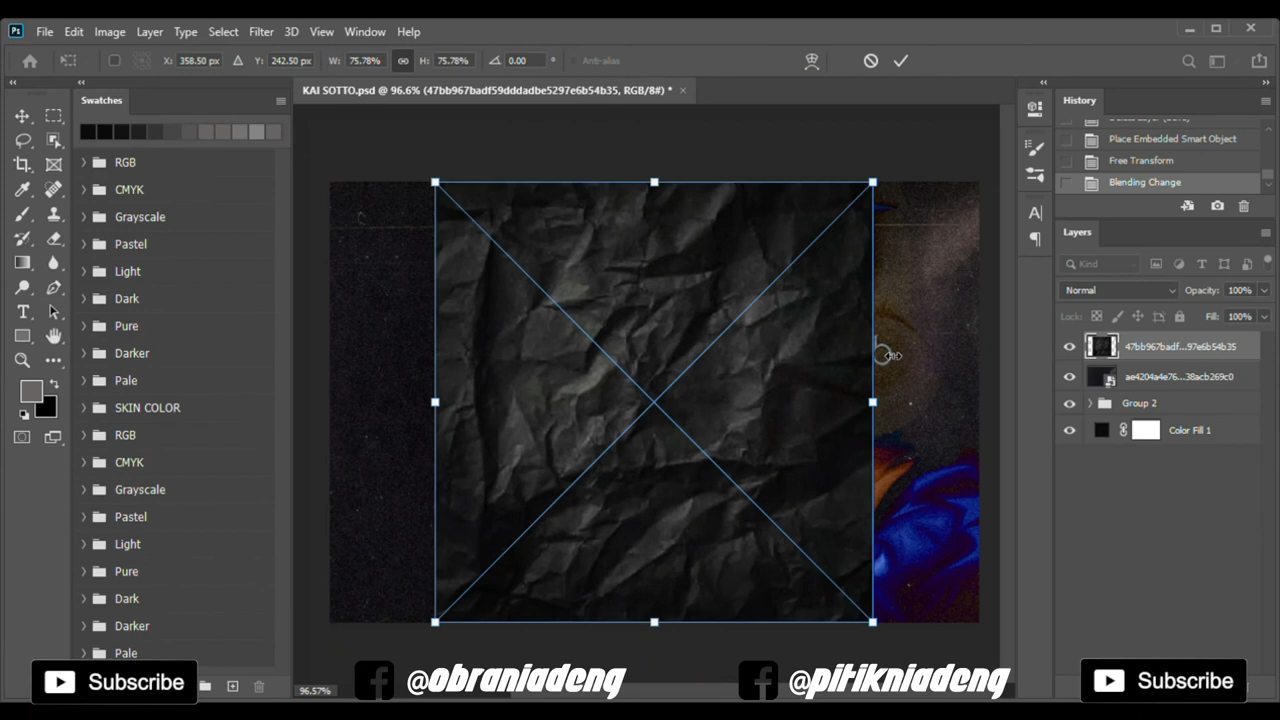 Ps File Edit Image Layer Type Select Filter 3D View Window Help
X: 358.50 px Y: 242.50 px W: 75.78% H: 75.78% 0.00 ° Anti-alias
Swatches
KAI SOTTO.psd @ 96.6% (47bb967badf59dddadbe5297e6b54b35, RGB/8#) *
RGB
CMYK
Grayscale
Pastel
Light
Dark
Pure
Darker
Pale
SKIN COLOR
RGB
CMYK
Grayscale
Pastel
Light
Pure
Dark
Darker
Pale
96.57%
History
Place Embedded Smart Object
Free Transform
Blending Change
Layers
Kind
Normal Opacity: 100%
Lock: Fill: 100%
47bb967badf...97e6b54b35
ae4204a4e76...38acb269c0
Group 2
Color Fill 1
Subscribe @obraniadeng @pitikniadeng Subscribe